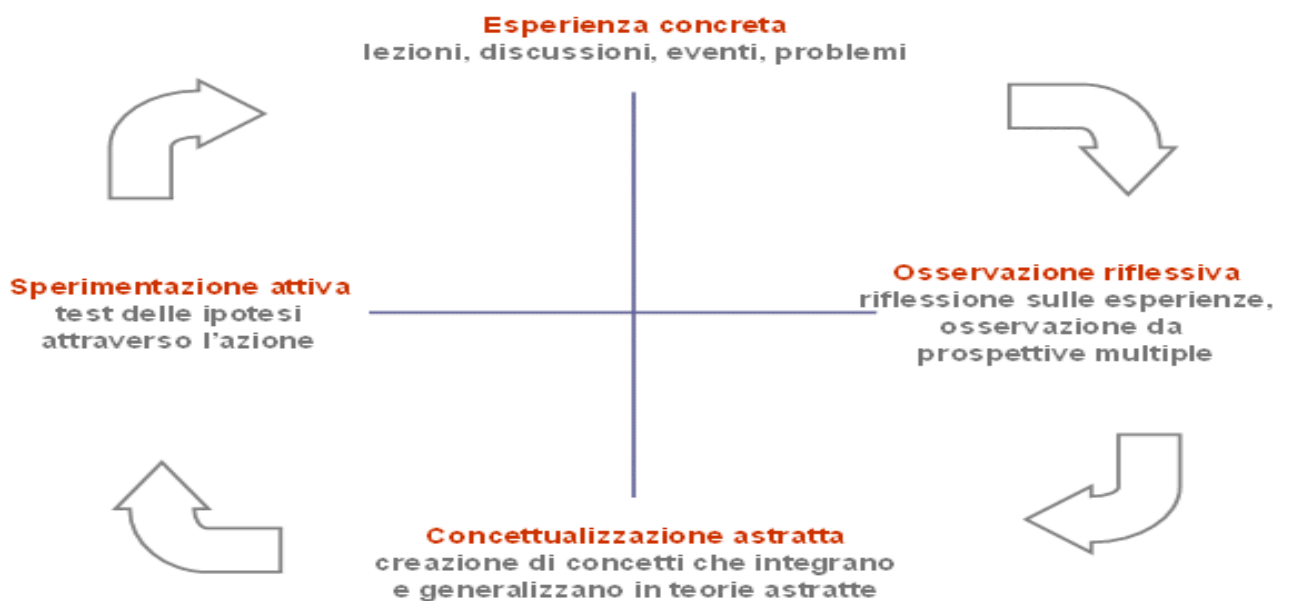 Esperienza concreta
lezioni, discussioni, eventi, problemi
Sperimentazione attiva
test delle ipotesi
attraverso l'azione
Osservazione riflessiva
riflessione sulle esperienze,
osservazione da
prospettive multiple
Concettualizzazione astratta
creazione di concetti che integrano
e generalizzano in teorie astratte